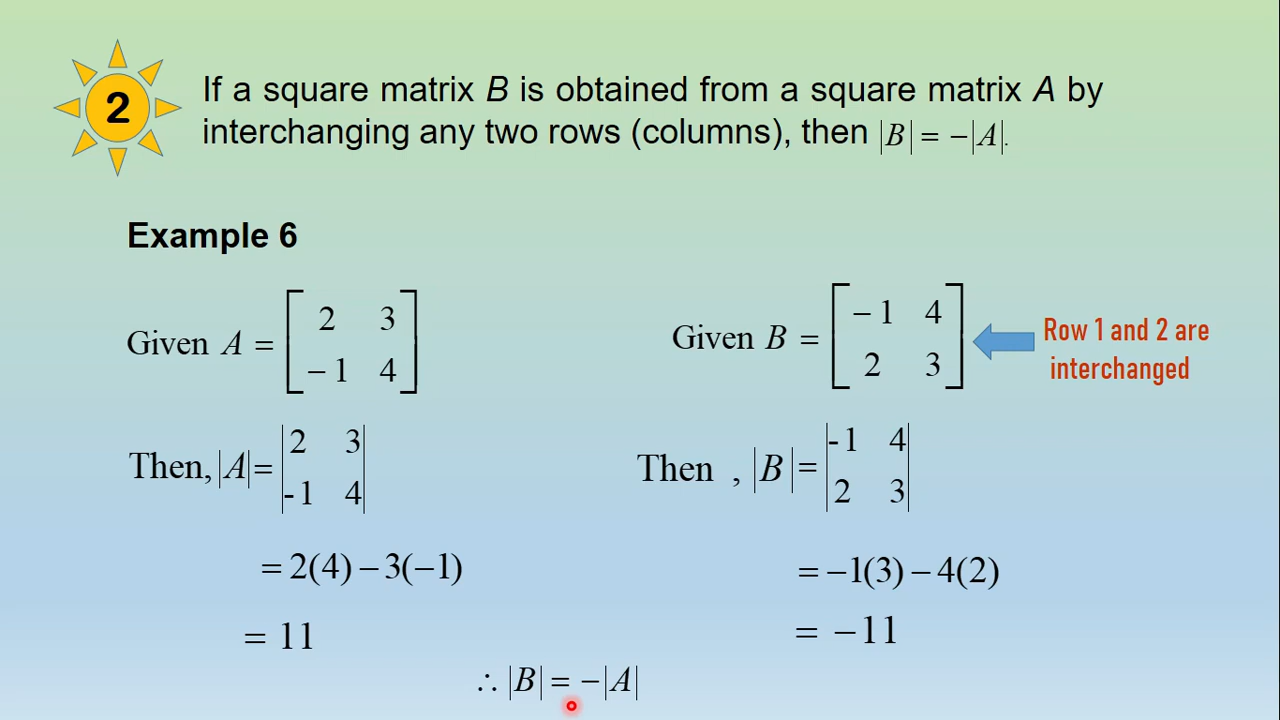 2
If a square matrix B is obtained from a square matrix A by
interchanging any two rows (columns), then |B| = −|A|.
Example 6
Given A = [ 2 3
− 1 4 ]
Then, |A| = | 2 3
-1 4 |
= 2(4) − 3(−1)
= 11
Given B = [ − 1 4
2 3 ]
Row 1 and 2 are
interchanged
Then , |B| = | -1 4
2 3 |
= −1(3) − 4(2)
= −11
∴ |B| = −|A|